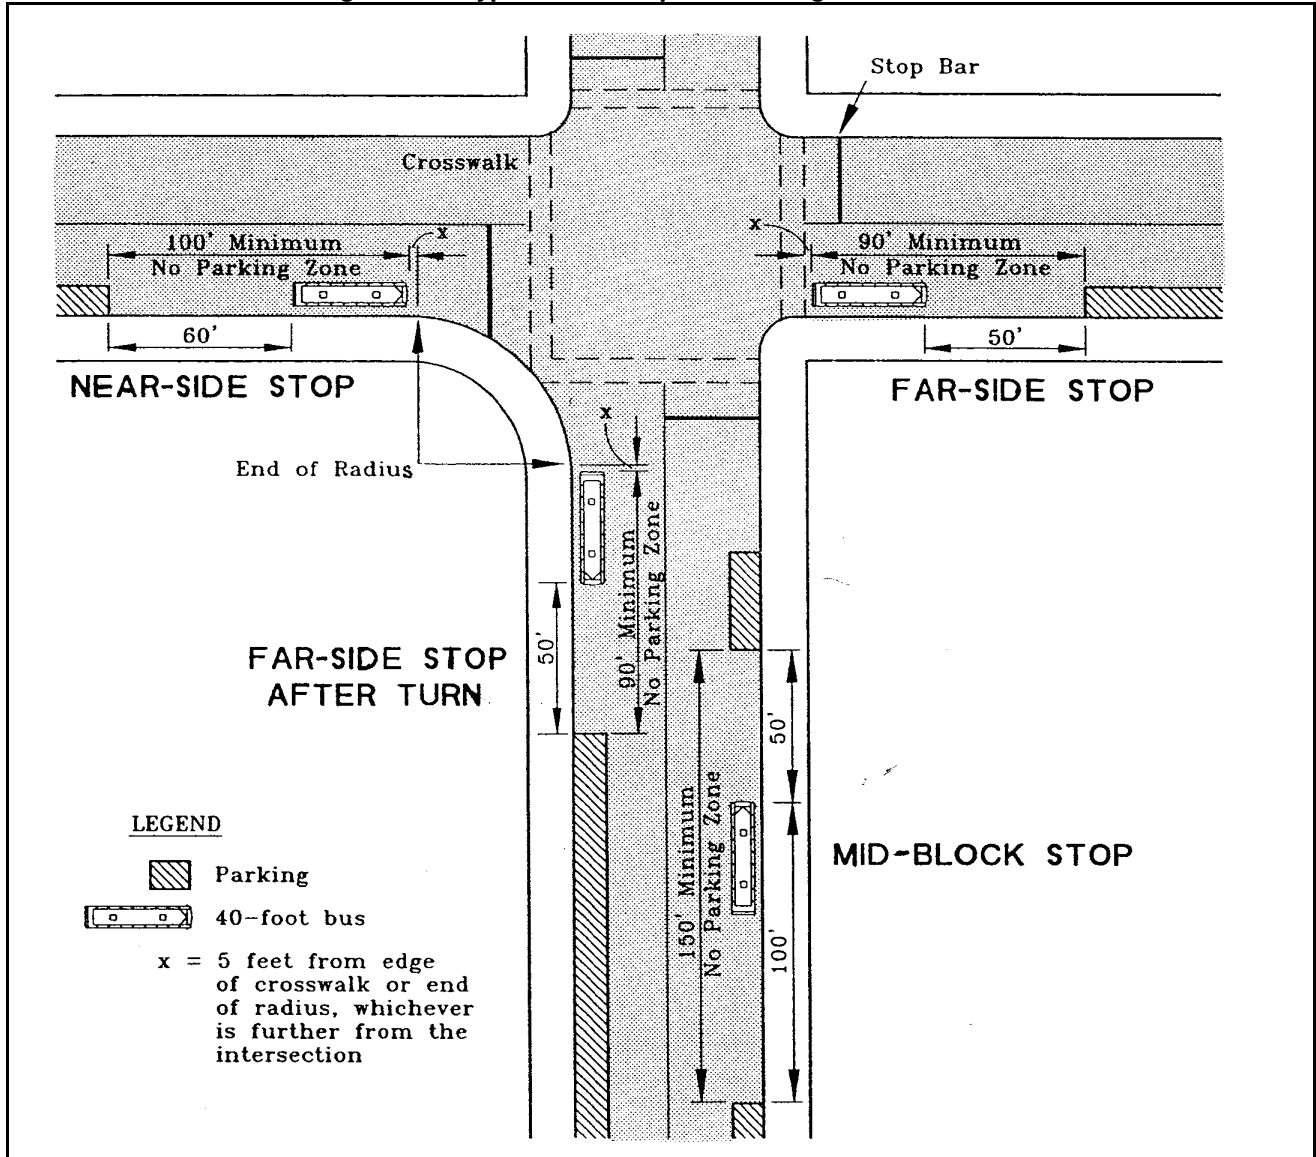 Stop Bar
Crosswalk
x
100' Minimum
No Parking Zone
x
90' Minimum
No Parking Zone
60'
50'
NEAR-SIDE STOP
FAR-SIDE STOP
x
End of Radius
90' Minimum
No Parking Zone
50'
FAR-SIDE STOP
AFTER TURN
50'
150' Minimum
No Parking Zone
100'
MID-BLOCK STOP
LEGEND
Parking
40-foot bus
x = 5 feet from edge
of crosswalk or end
of radius, whichever
is further from the
intersection